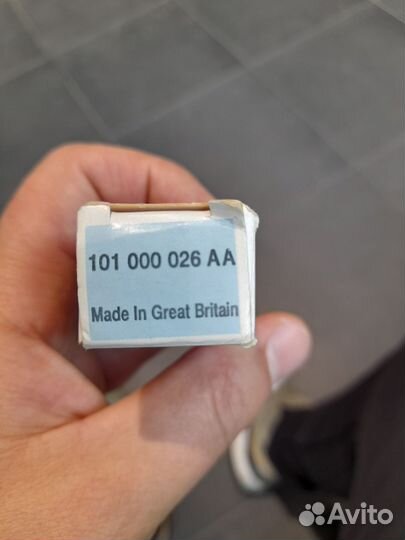 101 000 026 AA
Made In Great Britain
Avito